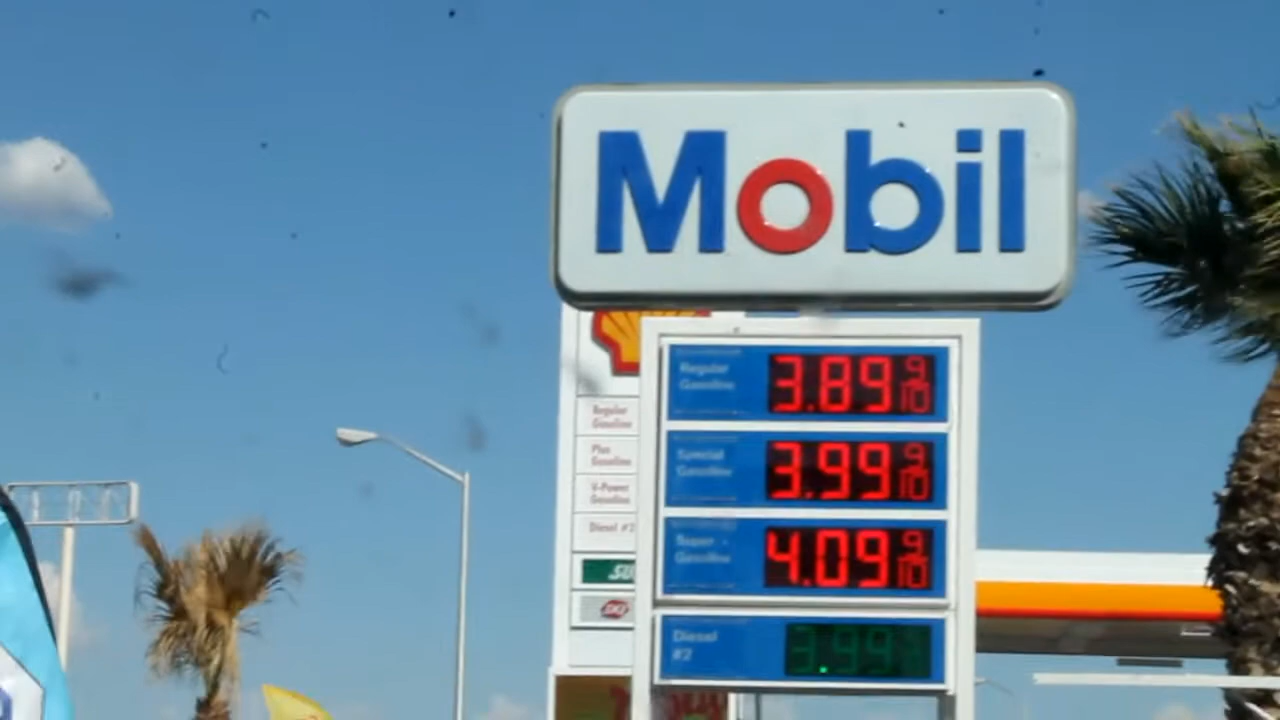 Mobil
Regular
Gasoline
3.89 9/10
Special
Gasoline
3.99 9/10
Super
Gasoline
4.09 9/10
Diesel
#2
3.99
Regular
Gasoline
Plus
Gasoline
V-Power
Gasoline
Diesel #2
DQ